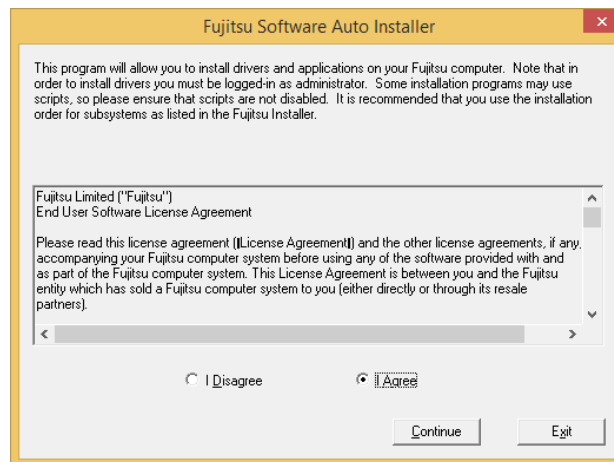 Fujitsu Software Auto Installer
This program will allow you to install drivers and applications on your Fujitsu computer. Note that in
order to install drivers you must be logged-in as administrator. Some installation programs may use
scripts, so please ensure that scripts are not disabled. It is recommended that you use the installation
order for subsystems as listed in the Fujitsu Installer.
Fujitsu Limited ("Fujitsu")
End User Software License Agreement
Please read this license agreement (‖License Agreement‖) and the other license agreements, if any,
accompanying your Fujitsu computer system before using any of the software provided with and
as part of the Fujitsu computer system. This License Agreement is between you and the Fujitsu
entity which has sold a Fujitsu computer system to you (either directly or through its resale
partners).
I Disagree
I Agree
Continue
Exit